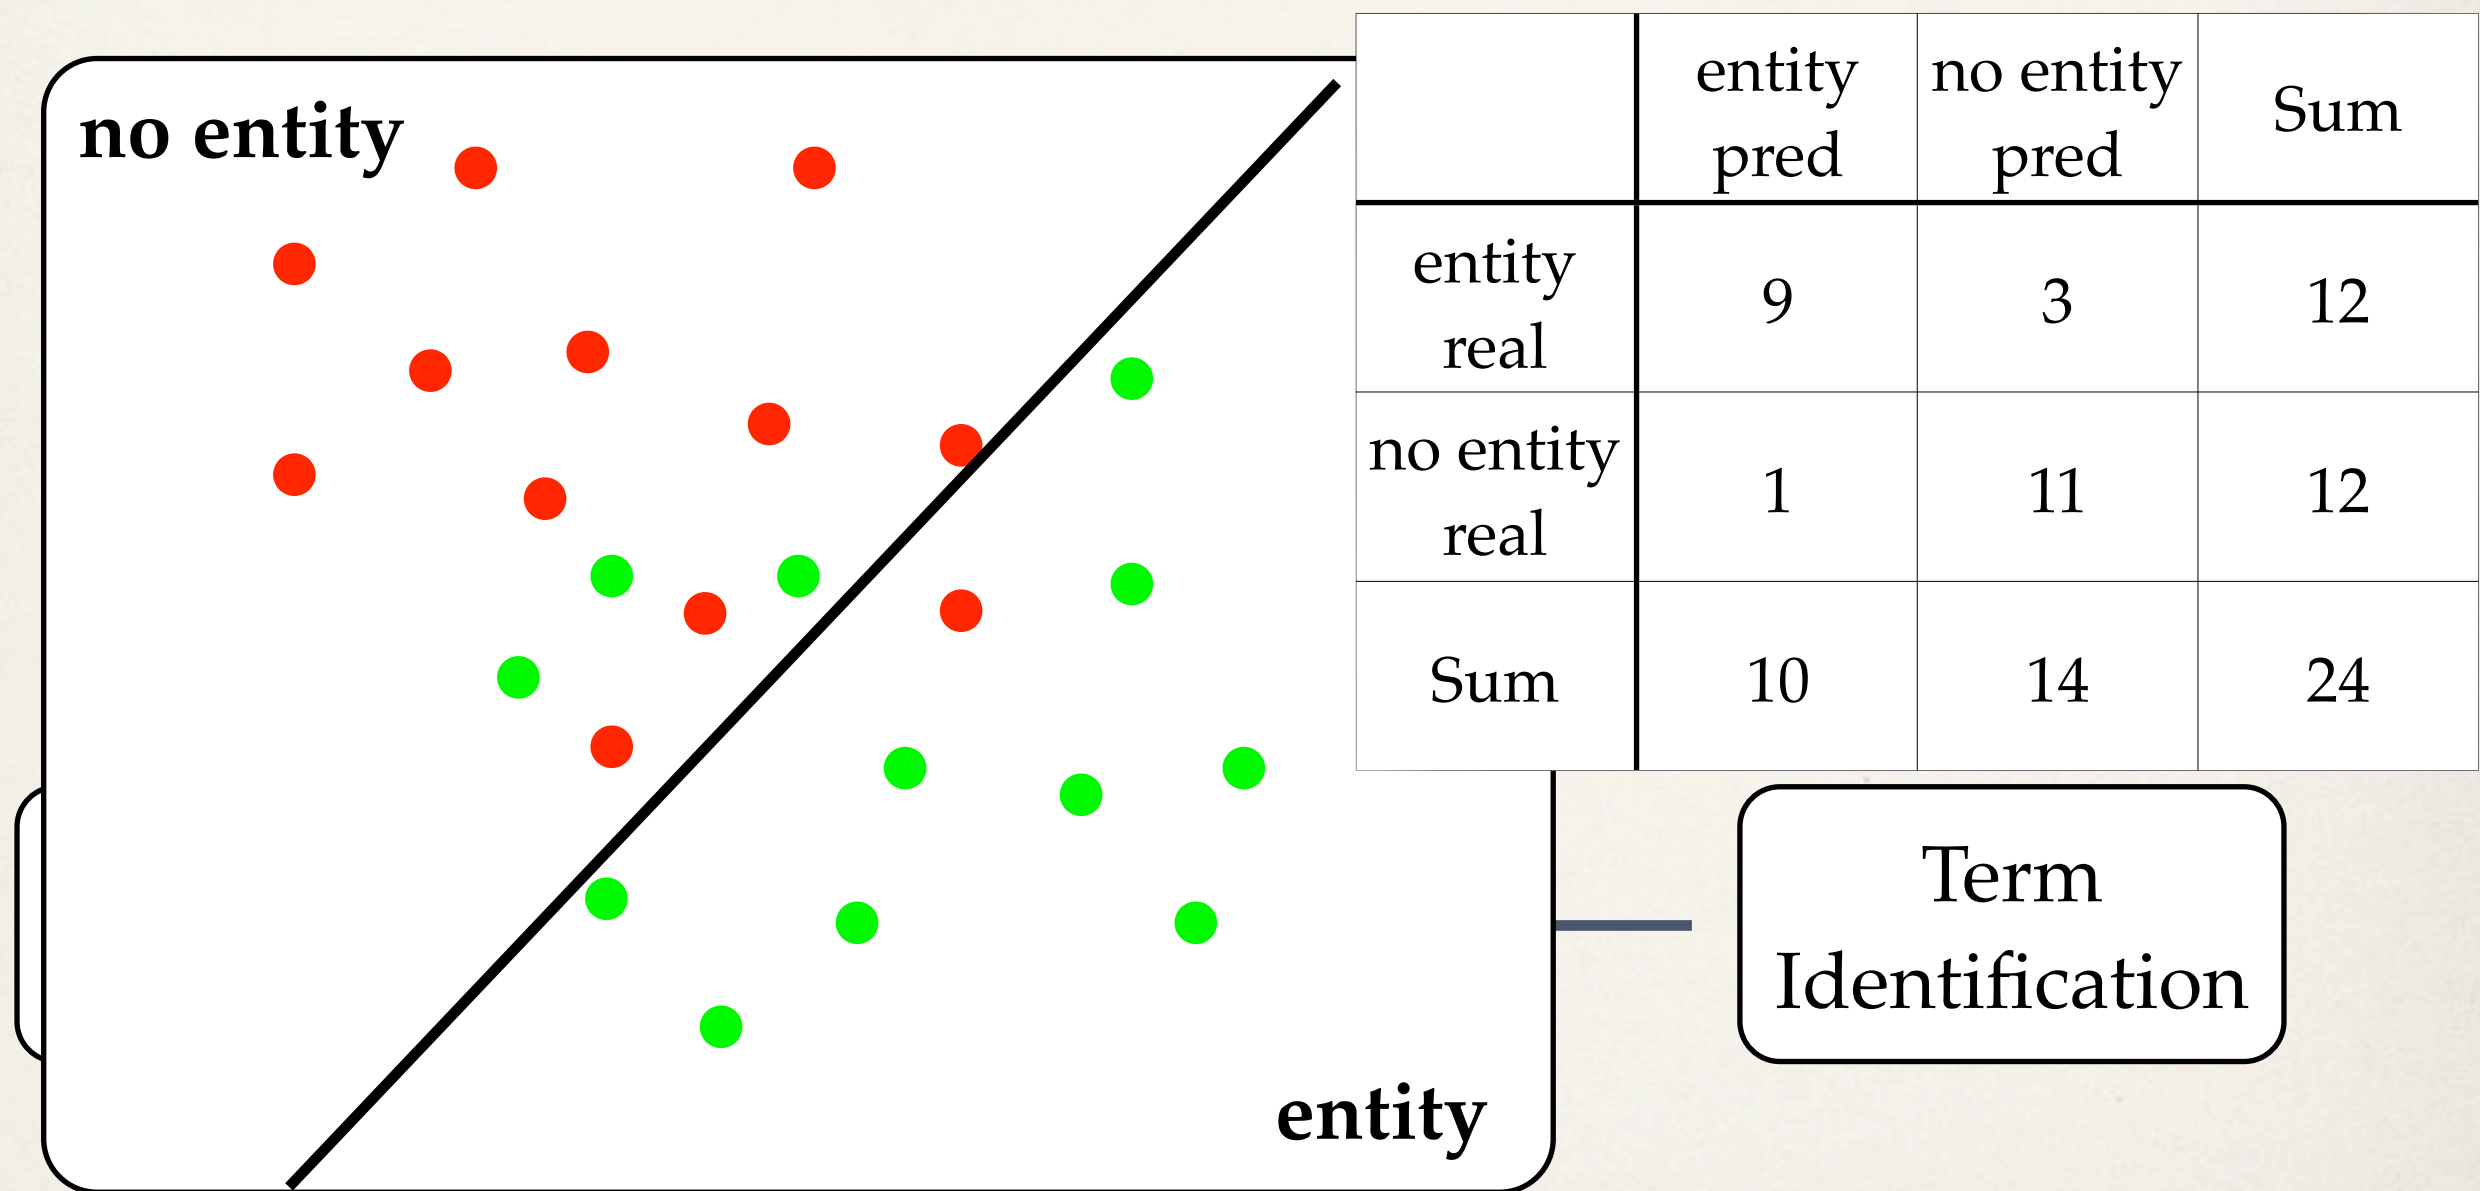 no entity
entity
entity
pred
no entity
pred
Sum
entity
real
9
3
12
no entity
real
1
11
12
Sum
10
14
24
Term
Identification